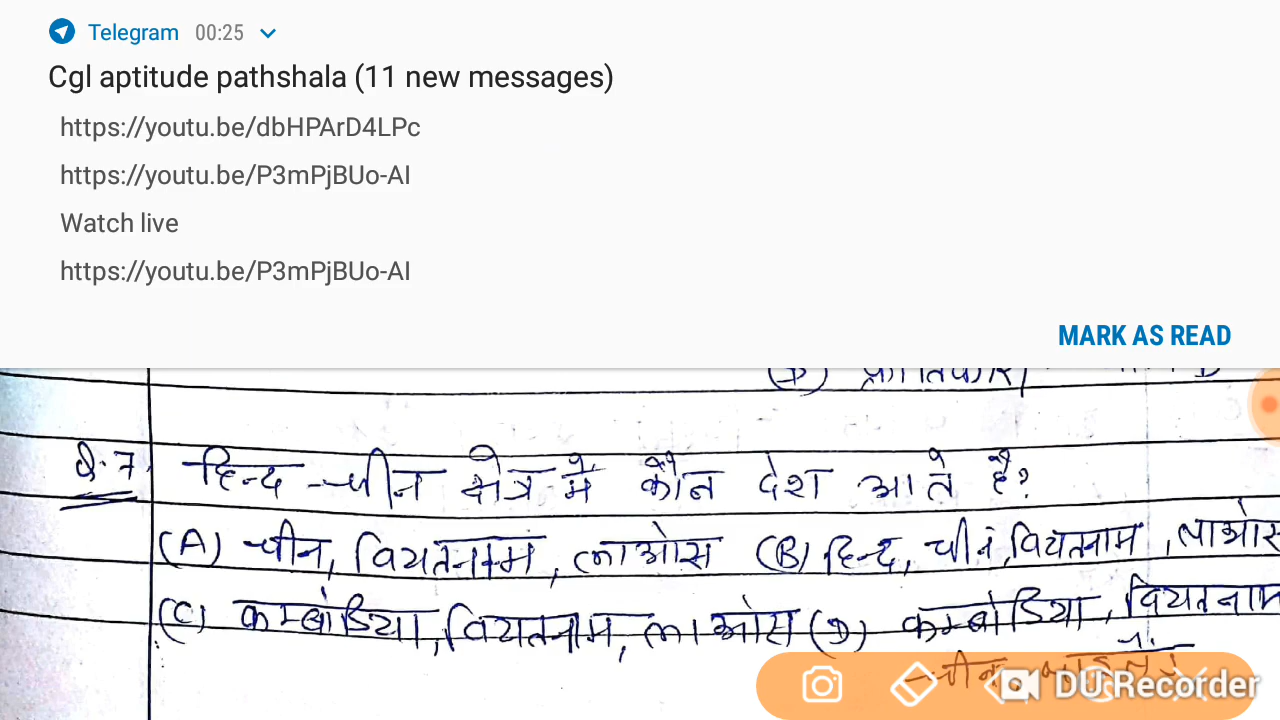 Telegram 00:25
Cgl aptitude pathshala (11 new messages)
https://youtu.be/dbHPArD4LPc
https://youtu.be/P3mPjBUo-AI
Watch live
https://youtu.be/P3mPjBUo-AI
MARK AS READ
Q.7. हिन्द-चीन क्षेत्र में कौन देश आते है?
(A) चीन, वियतनाम, लाओस (B) हिन्द, चीन, वियतनाम, लाओस
(C) कम्बोडिया, वियतनाम, लाओस (D) कम्बोडिया, वियतनाम
चीन,
DU Recorder